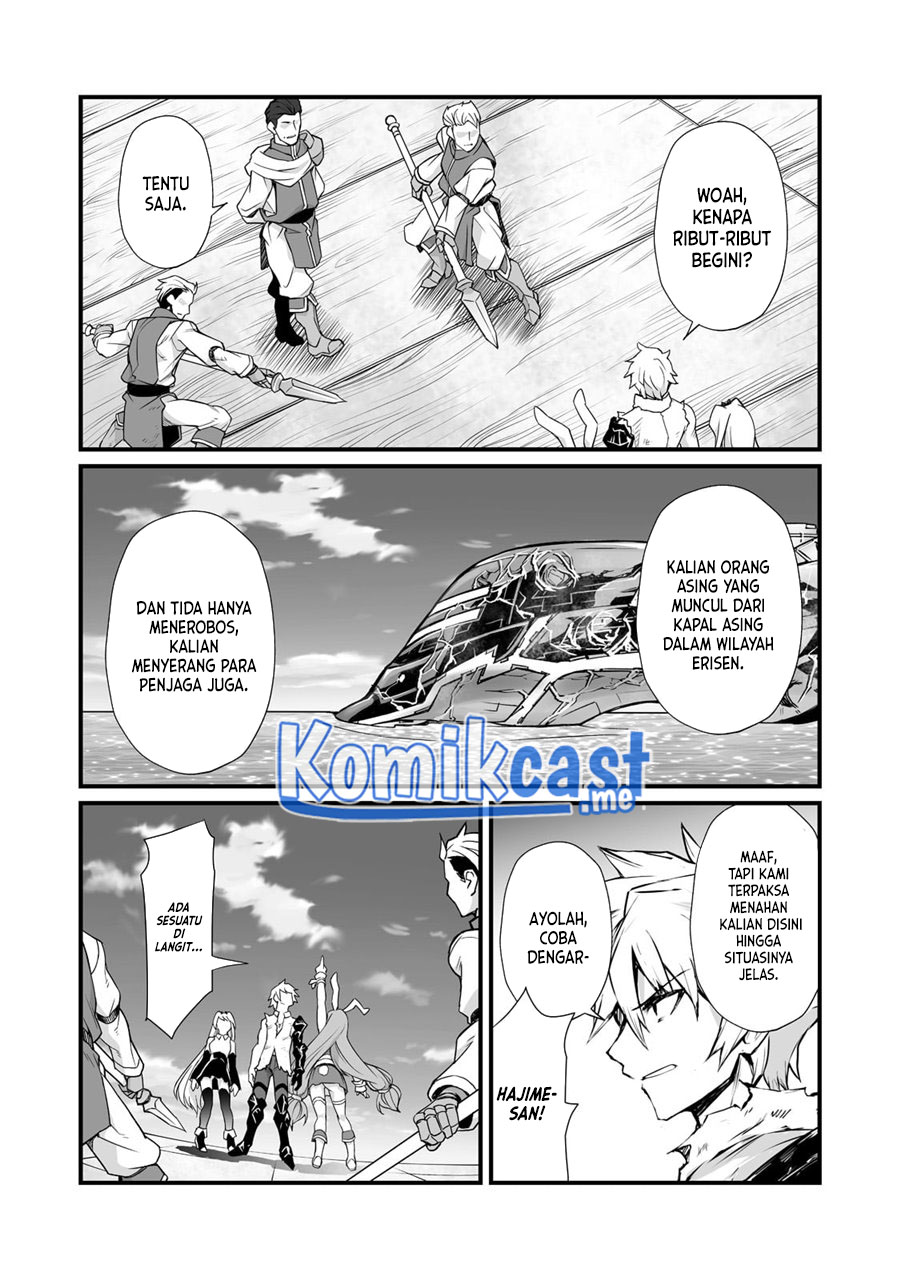 WOAH,
KENAPA
RIBUT-RIBUT
BEGINI?
TENTU
SAJA.
KALIAN ORANG
ASING YANG
MUNCUL DARI
KAPAL ASING
DALAM WILAYAH
ERISEN.
DAN TIDA HANYA
MENEROBOS,
KALIAN
MENYERANG PARA
PENJAGA JUGA.
Komikcast
.me
MAAF,
TAPI KAMI
TERPAKSA
MENAHAN
KALIAN DISINI
HINGGA
SITUASINYA
JELAS.
AYOLAH,
COBA
DENGAR-
HAJIME-
SAN!
ADA
SESUATU
DI
LANGIT...